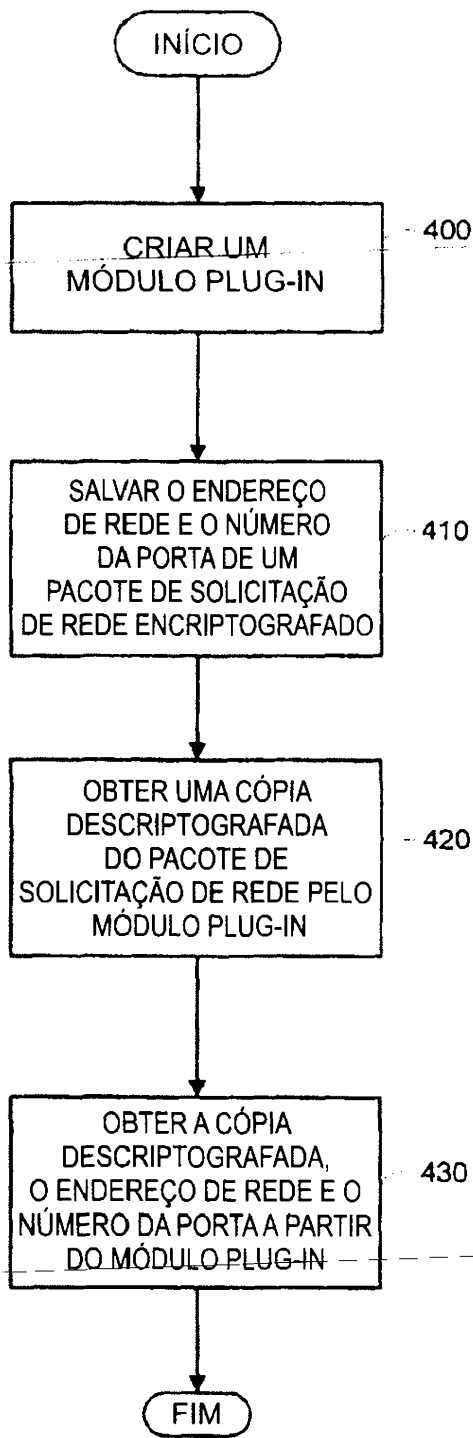 INÍCIO
CRIAR UM
MÓDULO PLUG-IN
400
SALVAR O ENDEREÇO
DE REDE E O NÚMERO
DA PORTA DE UM
PACOTE DE SOLICITAÇÃO
DE REDE ENCRIPTOGRAFADO
410
OBTER UMA CÓPIA
DESCRIPTOGRAFADA
DO PACOTE DE
SOLICITAÇÃO DE REDE PELO
MÓDULO PLUG-IN
420
OBTER A CÓPIA
DESCRIPTOGRAFADA,
O ENDEREÇO DE REDE E O
NÚMERO DA PORTA A PARTIR
DO MÓDULO PLUG-IN
430
FIM